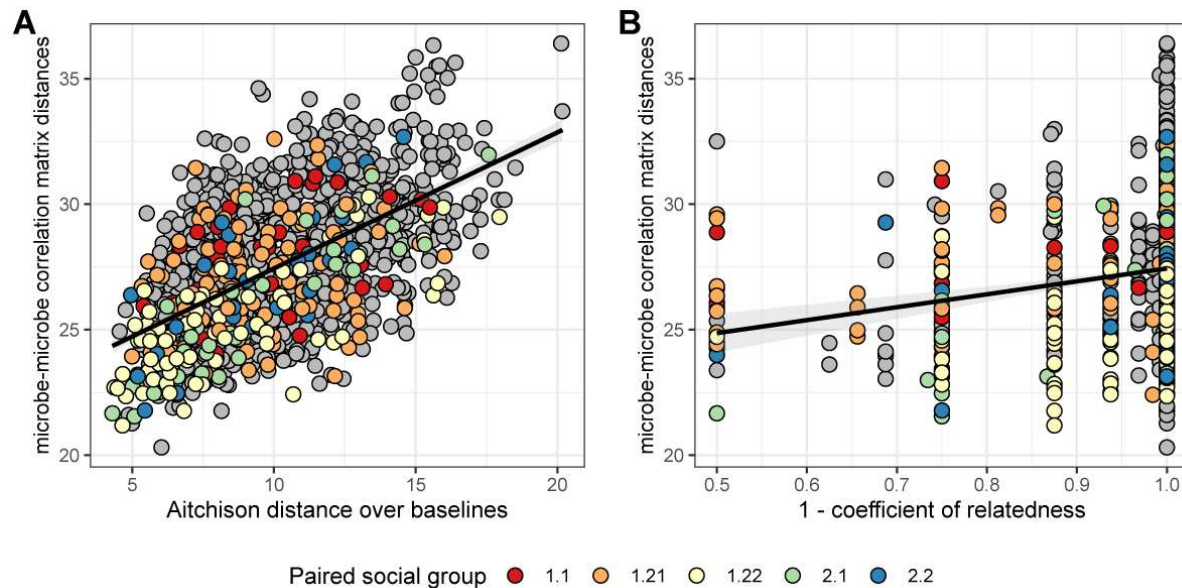 A
microbe-microbe correlation matrix distances
35
30
25
20
5
10
15
20
Aitchison distance over baselines
B
microbe-microbe correlation matrix distances
35
30
25
20
0.5
0.6
0.7
0.8
0.9
1.0
1 - coefficient of relatedness
Paired social group 1.1 1.21 1.22 2.1 2.2